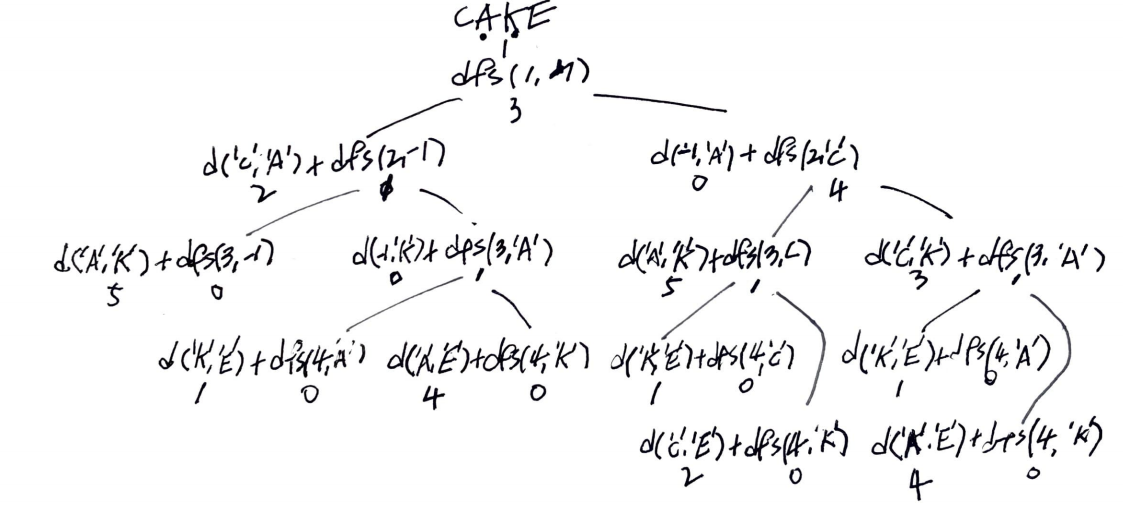 CAKE
1
dfs(1, -1)
3
d('C','A') + dfs(2,-1)
2
d(-1,'A') + dfs(2,'C')
0 4
d('A','K') + dfs(3,-1)
5 0
d(-1,'K') + dfs(3,'A')
0 1
d('A','K')+dfs(3,'C')
5 1
d('C','K') + dfs(3,'A')
3 1
d('K','E') + dfs(4,'A')
1 0
d('A','E')+dfs(4,'K')
4 0
d('K','E')+dfs(4,'C')
1 0
d('K','E')+dfs(4,'A')
1 0
d('C','E')+dfs(4,'K')
2 0
d('A','E')+dfs(4,'K')
4 0